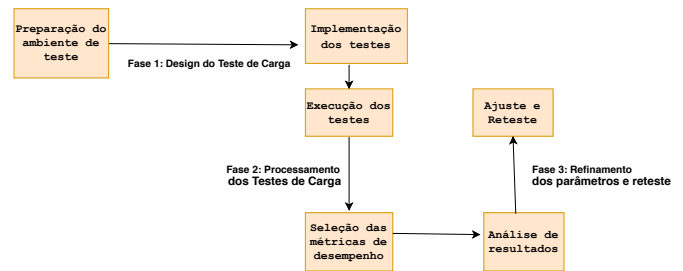 Preparação do
ambiente de
teste
Fase 1: Design do Teste de Carga
Implementação
dos testes
Execução dos
testes
Fase 2: Processamento
dos Testes de Carga
Seleção das
métricas de
desempenho
Análise de
resultados
Fase 3: Refinamento
dos parâmetros e reteste
Ajuste e
Reteste